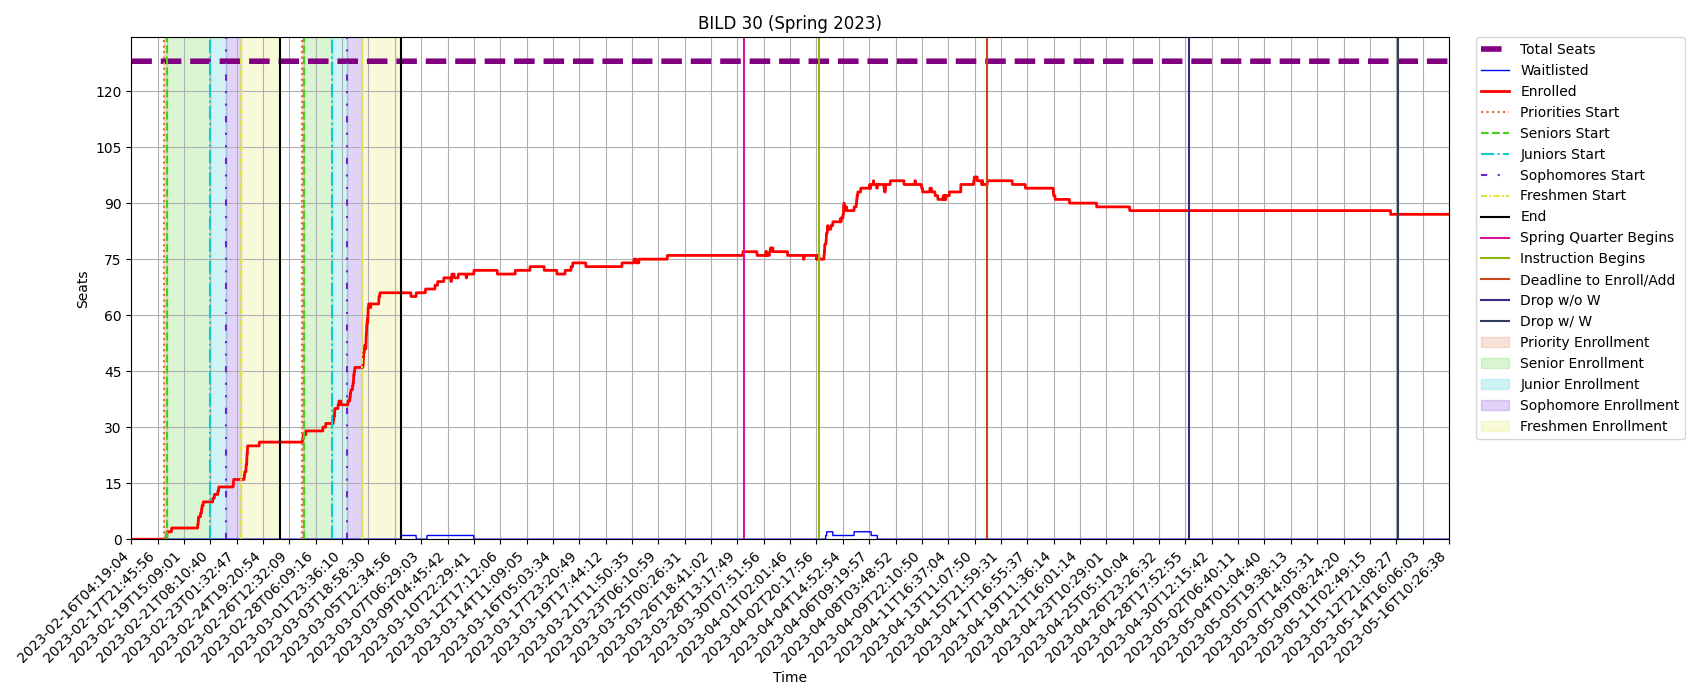 BILD 30 (Spring 2023)
Seats
120
105
90
75
60
45
30
15
0
2023-02-16T04:19:04
2023-02-17T21:45:56
2023-02-19T15:09:01
2023-02-21T08:10:40
2023-02-23T01:32:47
2023-02-24T19:20:54
2023-02-26T12:32:09
2023-02-28T06:09:16
2023-03-01T23:36:10
2023-03-03T18:58:30
2023-03-05T12:34:56
2023-03-07T06:29:03
2023-03-09T04:45:42
2023-03-10T22:29:41
2023-03-12T17:12:06
2023-03-14T11:09:05
2023-03-16T05:03:34
2023-03-17T23:20:49
2023-03-19T17:44:12
2023-03-21T11:50:35
2023-03-23T06:10:59
2023-03-25T00:26:31
2023-03-26T18:41:02
2023-03-28T13:17:49
2023-03-30T07:51:56
2023-04-01T02:01:46
2023-04-02T20:17:56
2023-04-04T14:52:54
2023-04-06T09:19:57
2023-04-08T03:48:52
2023-04-09T22:10:50
2023-04-11T16:37:04
2023-04-13T11:07:50
2023-04-15T21:59:31
2023-04-17T16:55:37
2023-04-19T11:36:14
2023-04-21T06:01:14
2023-04-23T10:29:01
2023-04-25T05:10:04
2023-04-26T23:26:32
2023-04-28T17:52:55
2023-04-30T12:15:42
2023-05-02T06:40:11
2023-05-04T01:04:40
2023-05-05T19:38:13
2023-05-07T14:05:31
2023-05-09T08:24:20
2023-05-11T02:49:15
2023-05-12T21:08:27
2023-05-14T16:06:03
2023-05-16T10:26:38
Time
Total Seats
Waitlisted
Enrolled
Priorities Start
Seniors Start
Juniors Start
Sophomores Start
Freshmen Start
End
Spring Quarter Begins
Instruction Begins
Deadline to Enroll/Add
Drop w/o W
Drop w/ W
Priority Enrollment
Senior Enrollment
Junior Enrollment
Sophomore Enrollment
Freshmen Enrollment